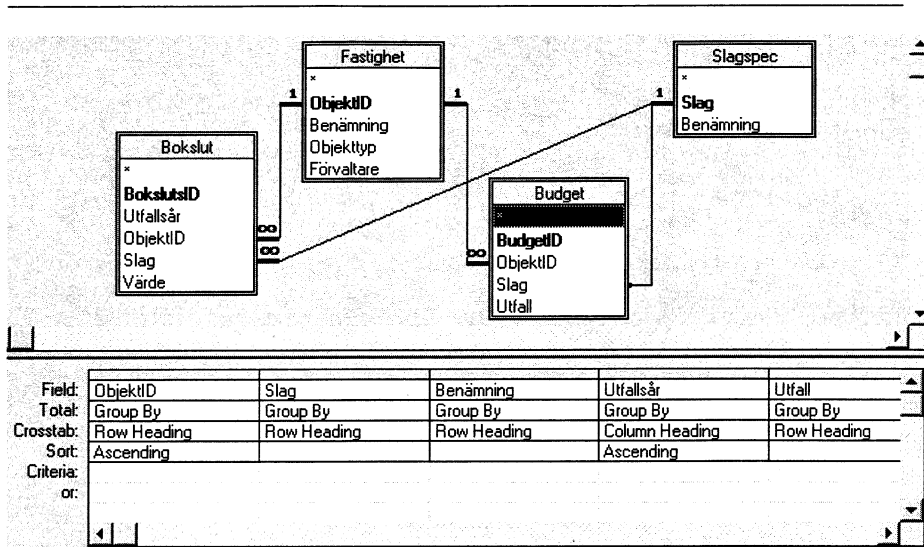 Fastighet
*
ObjektID
Benämning
Objekttyp
Förvaltare
Slagspec
*
Slag
Benämning
Bokslut
*
BokslutsID
Utfallsår
ObjektID
Slag
Värde
Budget
*
BudgetID
ObjektID
Slag
Utfall
1
1
1
∞
∞
∞
Field: ObjektID Slag Benämning Utfallsår Utfall
Total: Group By Group By Group By Group By Group By
Crosstab: Row Heading Row Heading Row Heading Column Heading Row Heading
Sort: Ascending Ascending
Criteria:
or: